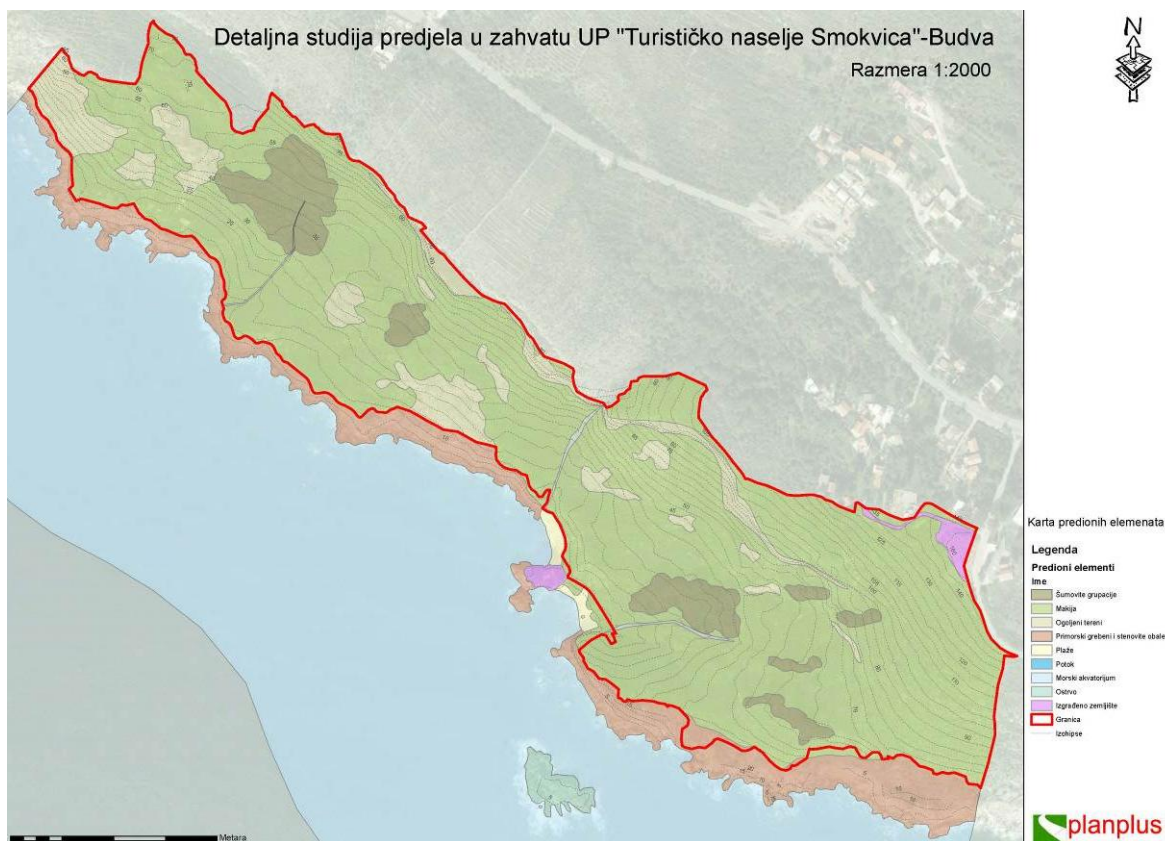 Detaljna studija predjela u zahvatu UP "Turističko naselje Smokvica"-Budva
Razmera 1:2000
N
Karta predionih elemenata
Legenda
Predioni elementi
Ime
Šumovite grupacije
Makija
Ogoljeni tereni
Primorski grebeni i stenovite obale
Plaže
Potok
Morski akvatorijum
Ostrvo
Izgrađeno zemljište
Granica
Izohipse
Metara
planplus